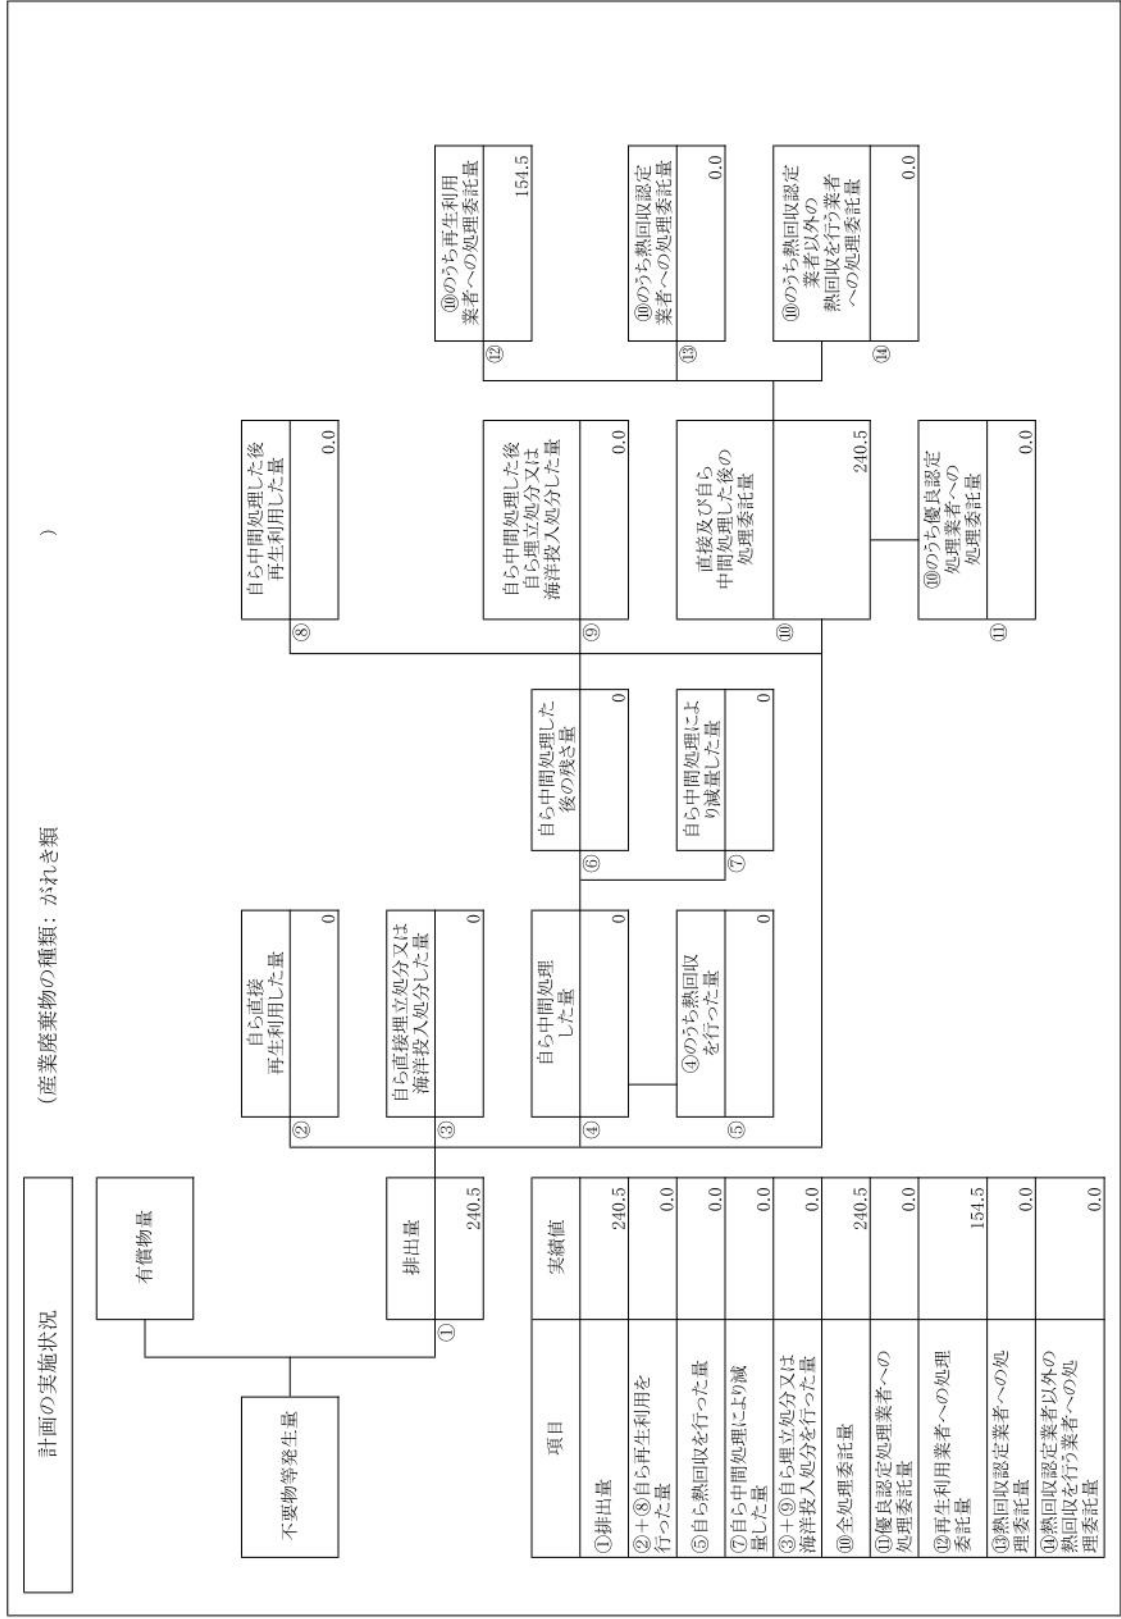 計画の実施状況
(産業廃棄物の種類: がれき類
)
不要物等発生量
有償物量
排出量
①
240.5
自ら直接
再生利用した量
②
0
自ら直接埋立処分又は
海洋投入処分した量
③
0
自ら中間処理
した量
④
0
④のうち熱回収
を行った量
⑤
0
自ら中間処理した
後の残さ量
⑥
0
自ら中間処理によ
り減量した量
⑦
0
自ら中間処理した後
再生利用した量
⑧
0.0
自ら中間処理した後
自ら埋立処分又は
海洋投入処分した量
⑨
0.0
直接及び自ら
中間処理した後の
処理委託量
⑩
240.5
⑩のうち優良認定
処理業者への
処理委託量
⑪
0.0
⑩のうち再生利用
業者への処理委託量
⑫
154.5
⑩のうち熱回収認定
業者への処理委託量
⑬
0.0
⑩のうち熱回収認定
業者以外の
熱回収を行う業者
への処理委託量
⑭
0.0
項目 実績値
①排出量 240.5
②+⑧自ら再生利用を
行った量 0.0
⑤自ら熱回収を行った量 0.0
⑦自ら中間処理により減
量した量 0.0
③+⑨自ら埋立処分又は
海洋投入処分を行った量 0.0
⑩全処理委託量 240.5
⑪優良認定処理業者への
処理委託量 0.0
⑫再生利用業者への処理
委託量 154.5
⑬熱回収認定業者への処
理委託量 0.0
⑭熱回収認定業者以外の
熱回収を行う業者への処
理委託量 0.0